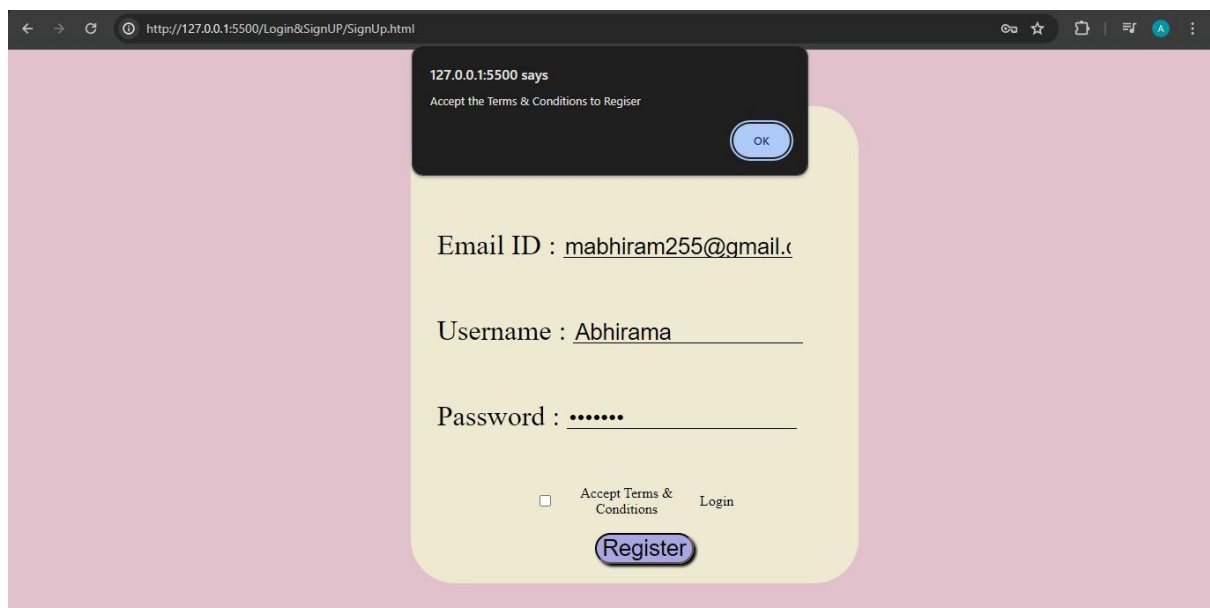 http://127.0.0.1:5500/Login&SignUP/SignUp.html
A
127.0.0.1:5500 says
Accept the Terms & Conditions to Regiser
OK
Email ID : mabhiram255@gmail.c
Username : Abhirama
Password : •••••••
Accept Terms &
Conditions
Login
Register